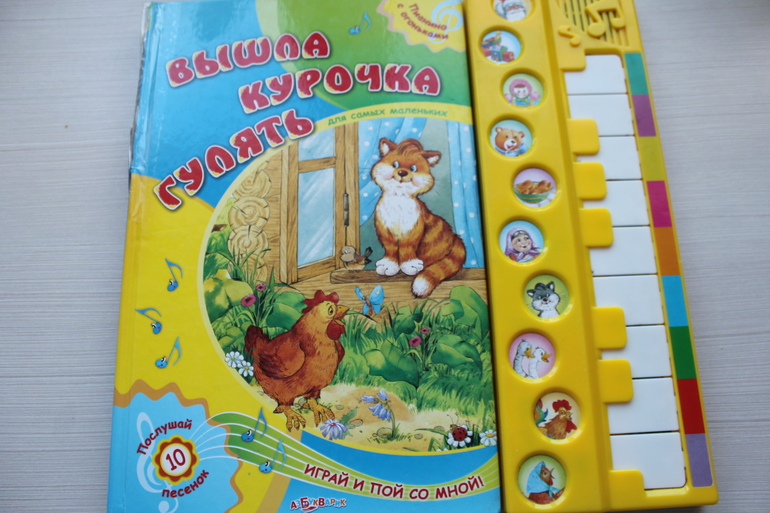 Пианино
с огоньками
ВЫШЛА
КУРОЧКА
ГУЛЯТЬ
для самых маленьких
Послушай
10
песенок
ИГРАЙ И ПОЙ СО МНОЙ!
АЗБУКВАРИК